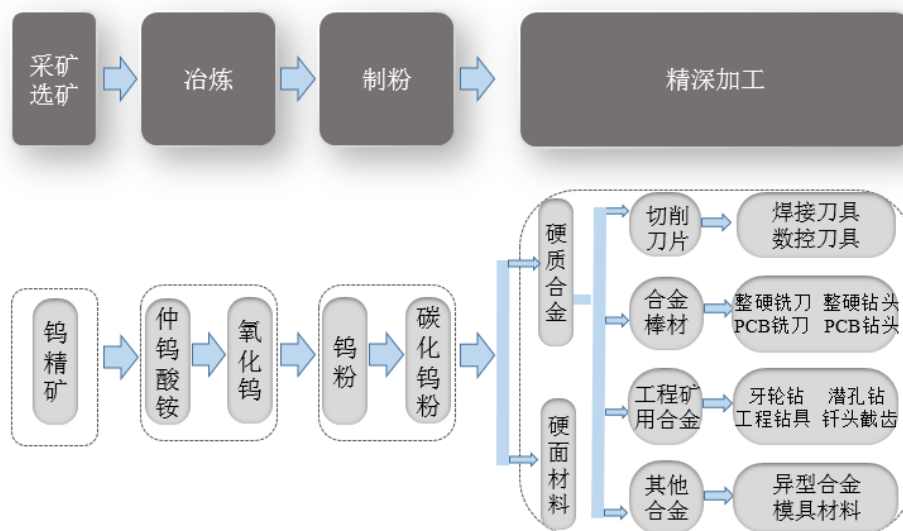 采矿
选矿
冶炼
制粉
精深加工
钨精矿
仲钨酸铵
氧化钨
钨粉
碳化钨粉
硬质合金
硬面材料
切削
刀片
焊接刀具
数控刀具
合金
棒材
整硬铣刀 整硬钻头
PCB铣刀 PCB钻头
工程矿
用合金
牙轮钻 潜孔钻
工程钻具 钎头截齿
其他
合金
异型合金
模具材料